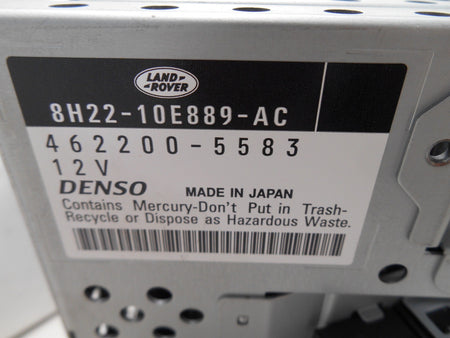 LAND-
ROVER
8H22-10E889-AC
462200-5583
12V
DENSO MADE IN JAPAN
Contains Mercury-Don't Put in Trash-
Recycle or Dispose as Hazardous Waste.